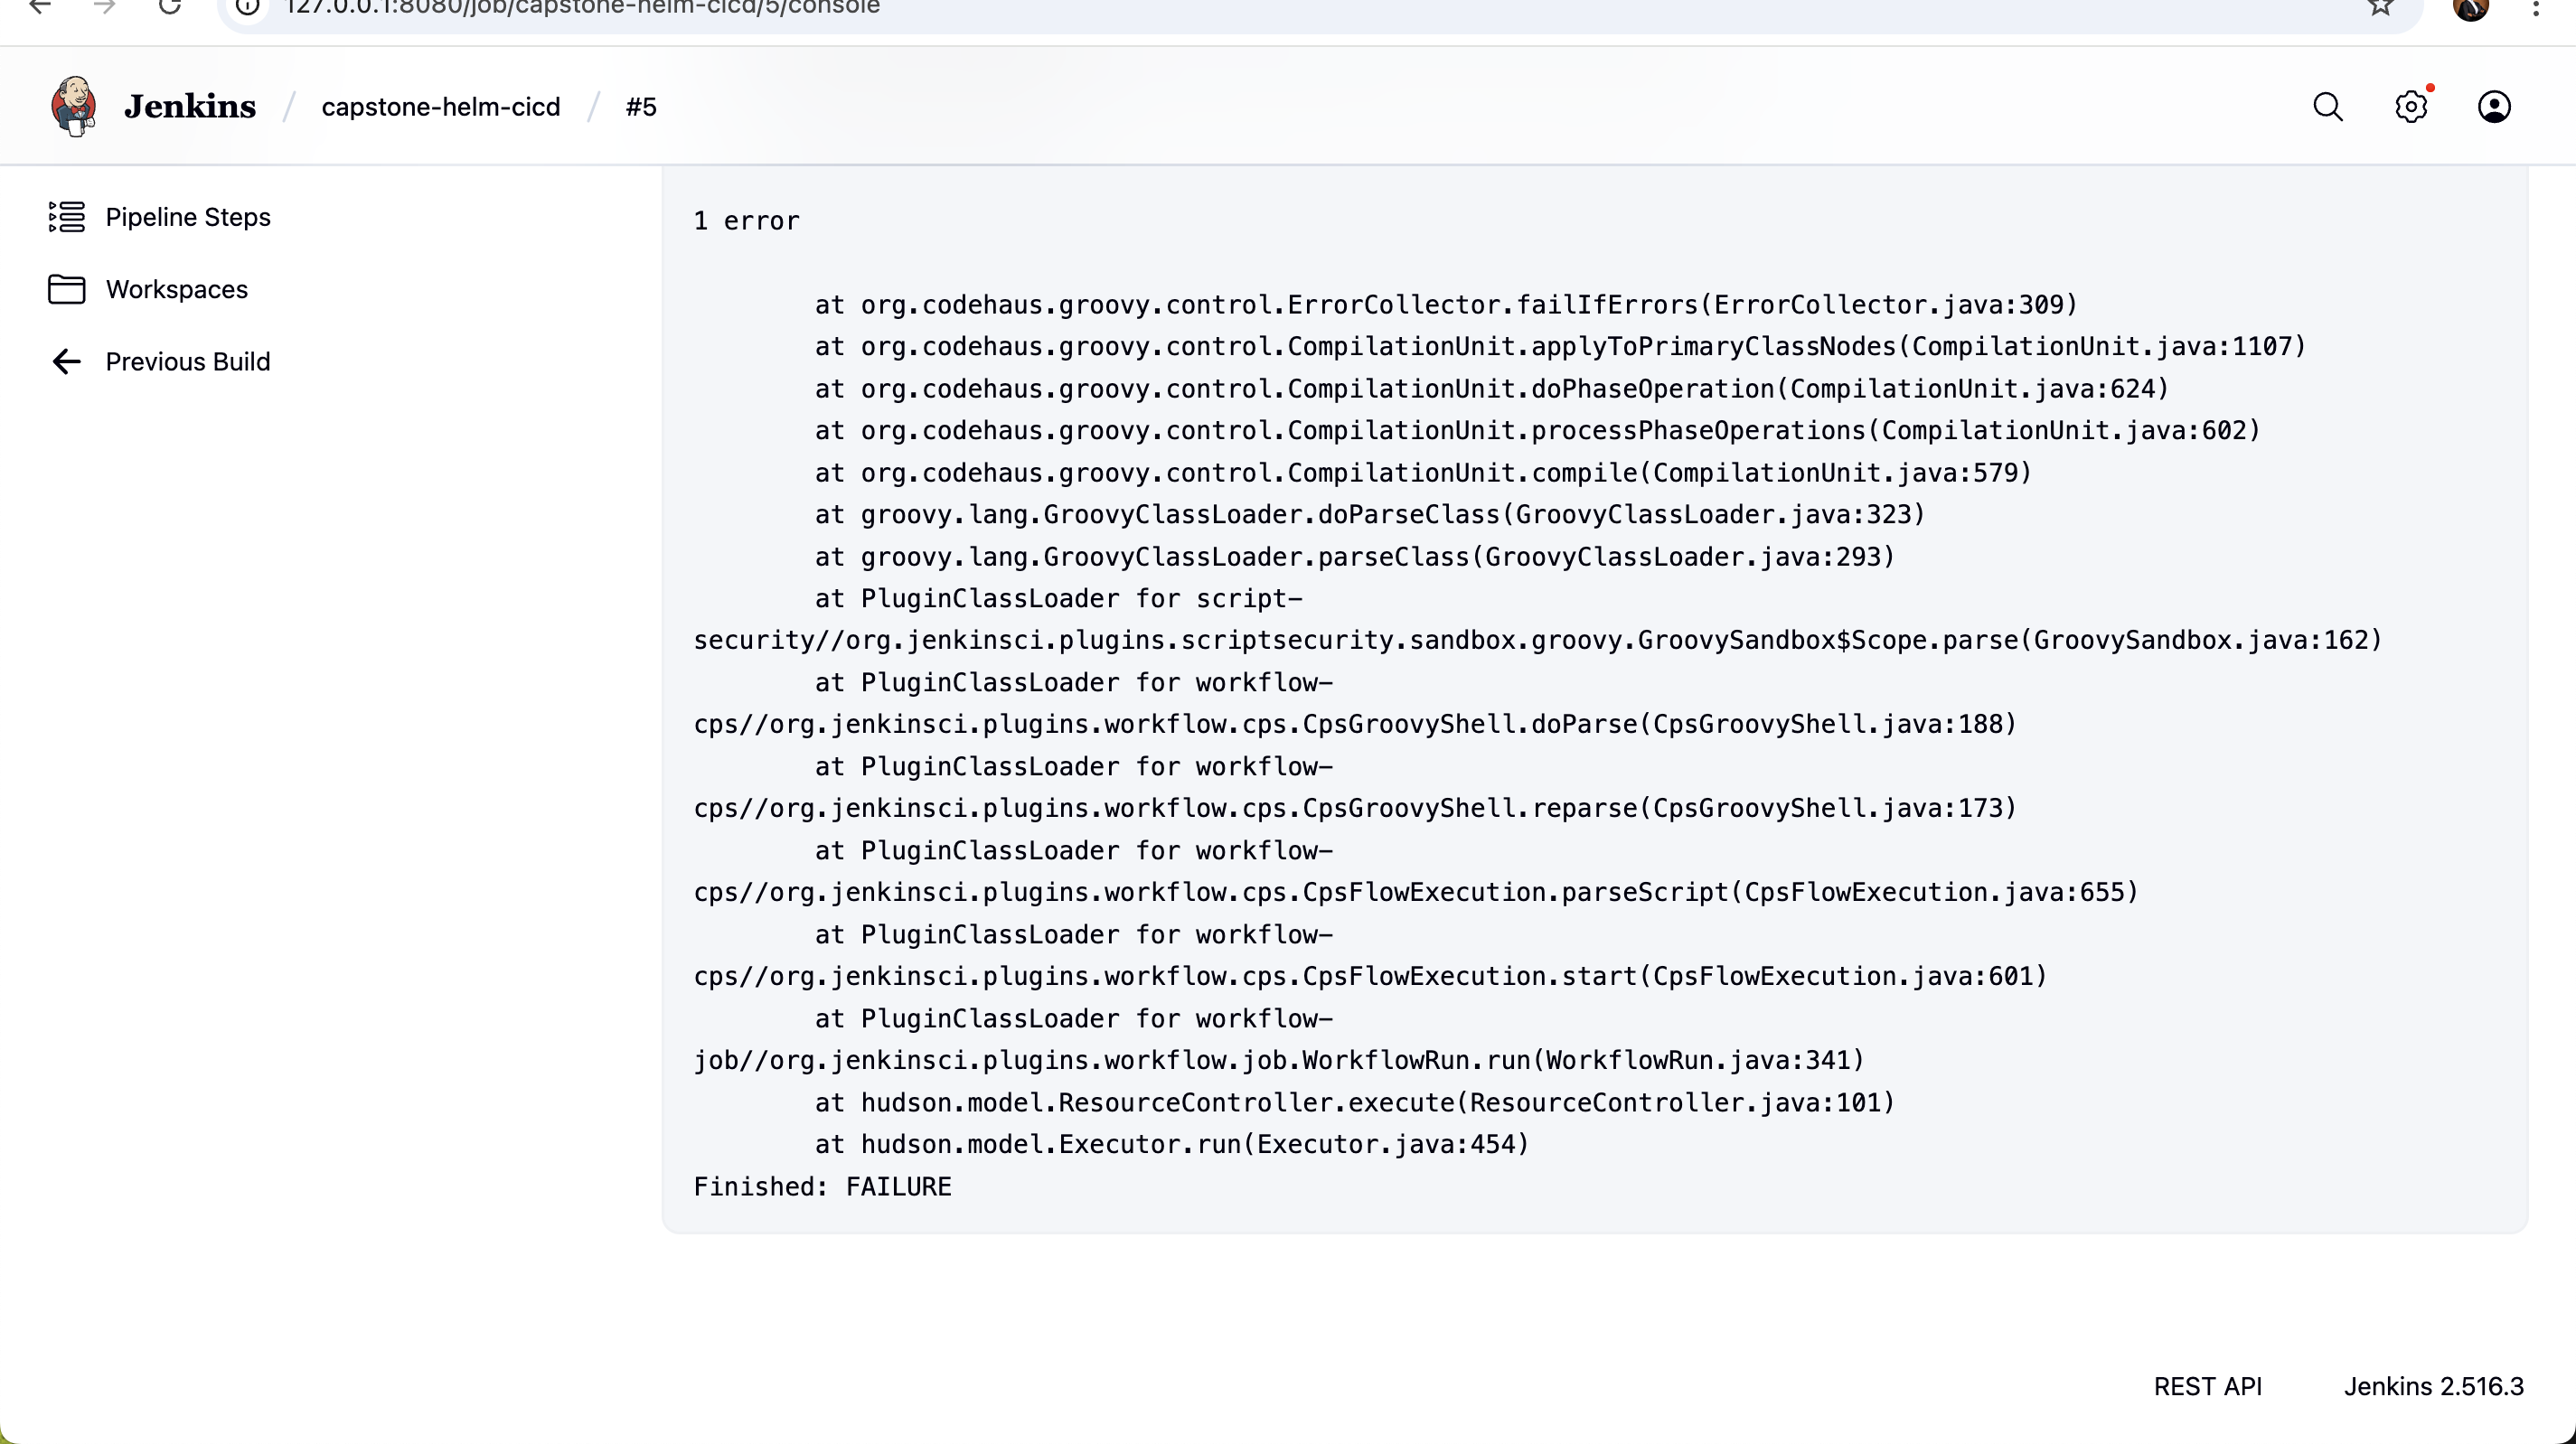 127.0.0.1:8080/job/capstone-helm-cicd/5/console
Jenkins / capstone-helm-cicd / #5
Pipeline Steps
Workspaces
Previous Build
1 error
at org.codehaus.groovy.control.ErrorCollector.failIfErrors(ErrorCollector.java:309)
at org.codehaus.groovy.control.CompilationUnit.applyToPrimaryClassNodes(CompilationUnit.java:1107)
at org.codehaus.groovy.control.CompilationUnit.doPhaseOperation(CompilationUnit.java:624)
at org.codehaus.groovy.control.CompilationUnit.processPhaseOperations(CompilationUnit.java:602)
at org.codehaus.groovy.control.CompilationUnit.compile(CompilationUnit.java:579)
at groovy.lang.GroovyClassLoader.doParseClass(GroovyClassLoader.java:323)
at groovy.lang.GroovyClassLoader.parseClass(GroovyClassLoader.java:293)
at PluginClassLoader for script-
security//org.jenkinsci.plugins.scriptsecurity.sandbox.groovy.GroovySandbox$Scope.parse(GroovySandbox.java:162)
at PluginClassLoader for workflow-
cps//org.jenkinsci.plugins.workflow.cps.CpsGroovyShell.doParse(CpsGroovyShell.java:188)
at PluginClassLoader for workflow-
cps//org.jenkinsci.plugins.workflow.cps.CpsGroovyShell.reparse(CpsGroovyShell.java:173)
at PluginClassLoader for workflow-
cps//org.jenkinsci.plugins.workflow.cps.CpsFlowExecution.parseScript(CpsFlowExecution.java:655)
at PluginClassLoader for workflow-
cps//org.jenkinsci.plugins.workflow.cps.CpsFlowExecution.start(CpsFlowExecution.java:601)
at PluginClassLoader for workflow-
job//org.jenkinsci.plugins.workflow.job.WorkflowRun.run(WorkflowRun.java:341)
at hudson.model.ResourceController.execute(ResourceController.java:101)
at hudson.model.Executor.run(Executor.java:454)
Finished: FAILURE
REST API
Jenkins 2.516.3